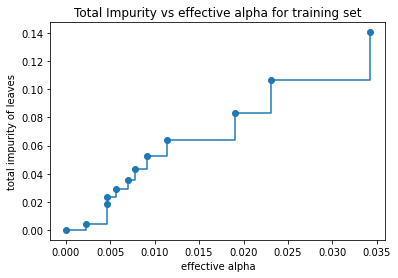 Total Impurity vs effective alpha for training set
total impurity of leaves
0.14
0.12
0.10
0.08
0.06
0.04
0.02
0.00
0.000 0.005 0.010 0.015 0.020 0.025 0.030 0.035
effective alpha